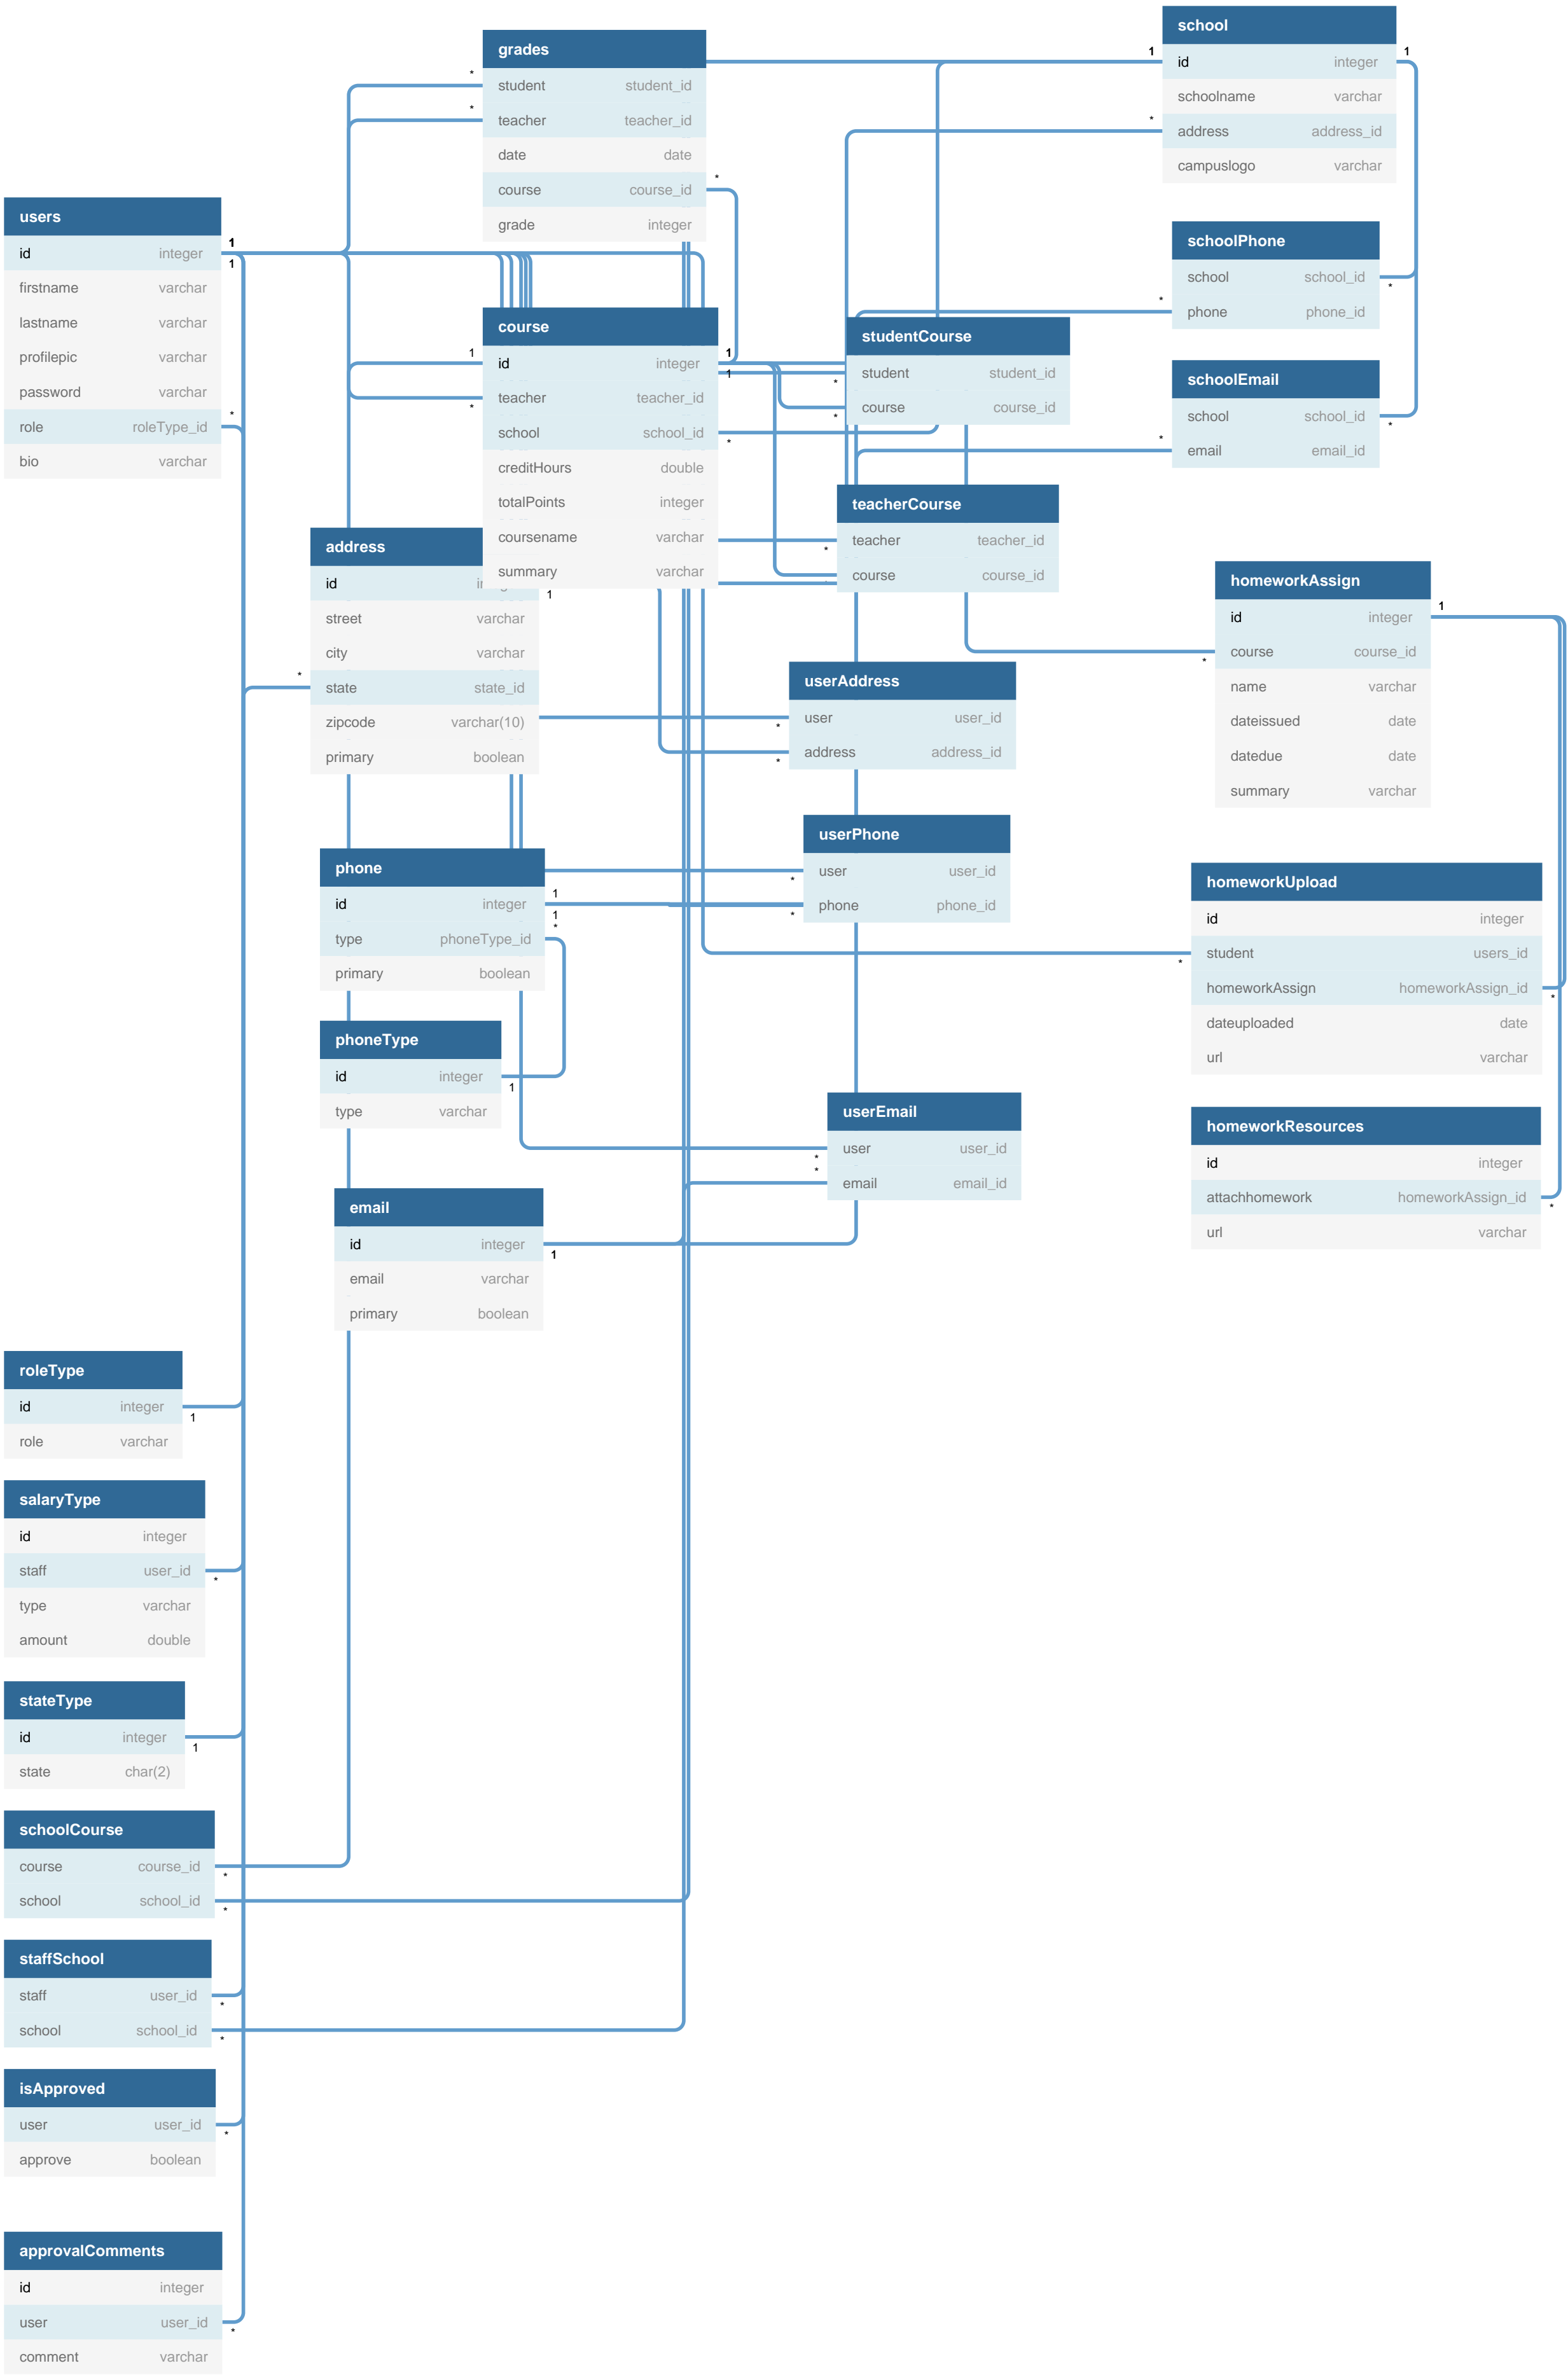 grades
student student_id
teacher teacher_id
date date
course course_id
grade integer
school
id integer
schoolname varchar
address address_id
campuslogo varchar
users
id integer
firstname varchar
lastname varchar
profilepic varchar
password varchar
role roleType_id
bio varchar
schoolPhone
school school_id
phone phone_id
course
id integer
teacher teacher_id
school school_id
creditHours double
totalPoints integer
coursename varchar
summary varchar
studentCourse
student student_id
course course_id
schoolEmail
school school_id
email email_id
teacherCourse
teacher teacher_id
course course_id
address
id
street varchar
city varchar
state state_id
zipcode varchar(10)
primary boolean
homeworkAssign
id integer
course course_id
name varchar
dateissued date
datedue date
summary varchar
userAddress
user user_id
address address_id
userPhone
user user_id
phone phone_id
phone
id integer
type phoneType_id
primary boolean
homeworkUpload
id integer
student users_id
homeworkAssign homeworkAssign_id
dateuploaded date
url varchar
phoneType
id integer
type varchar
userEmail
user user_id
email email_id
homeworkResources
id integer
attachhomework homeworkAssign_id
url varchar
email
id integer
email varchar
primary boolean
roleType
id integer
role varchar
salaryType
id integer
staff user_id
type varchar
amount double
stateType
id integer
state char(2)
schoolCourse
course course_id
school school_id
staffSchool
staff user_id
school school_id
isApproved
user user_id
approve boolean
approvalComments
id integer
user user_id
comment varchar